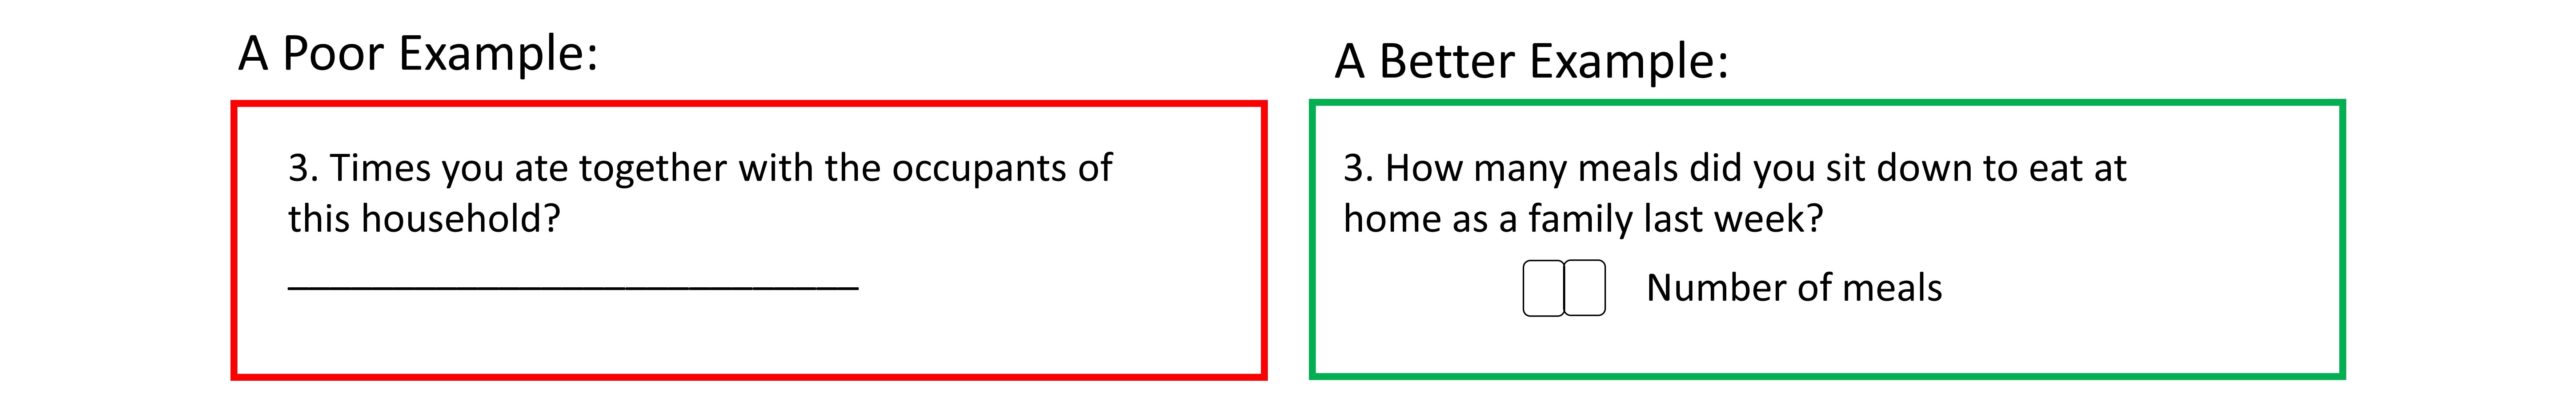 A Poor Example:
3. Times you ate together with the occupants of
this household?
A Better Example:
3. How many meals did you sit down to eat at
home as a family last week?
Number of meals